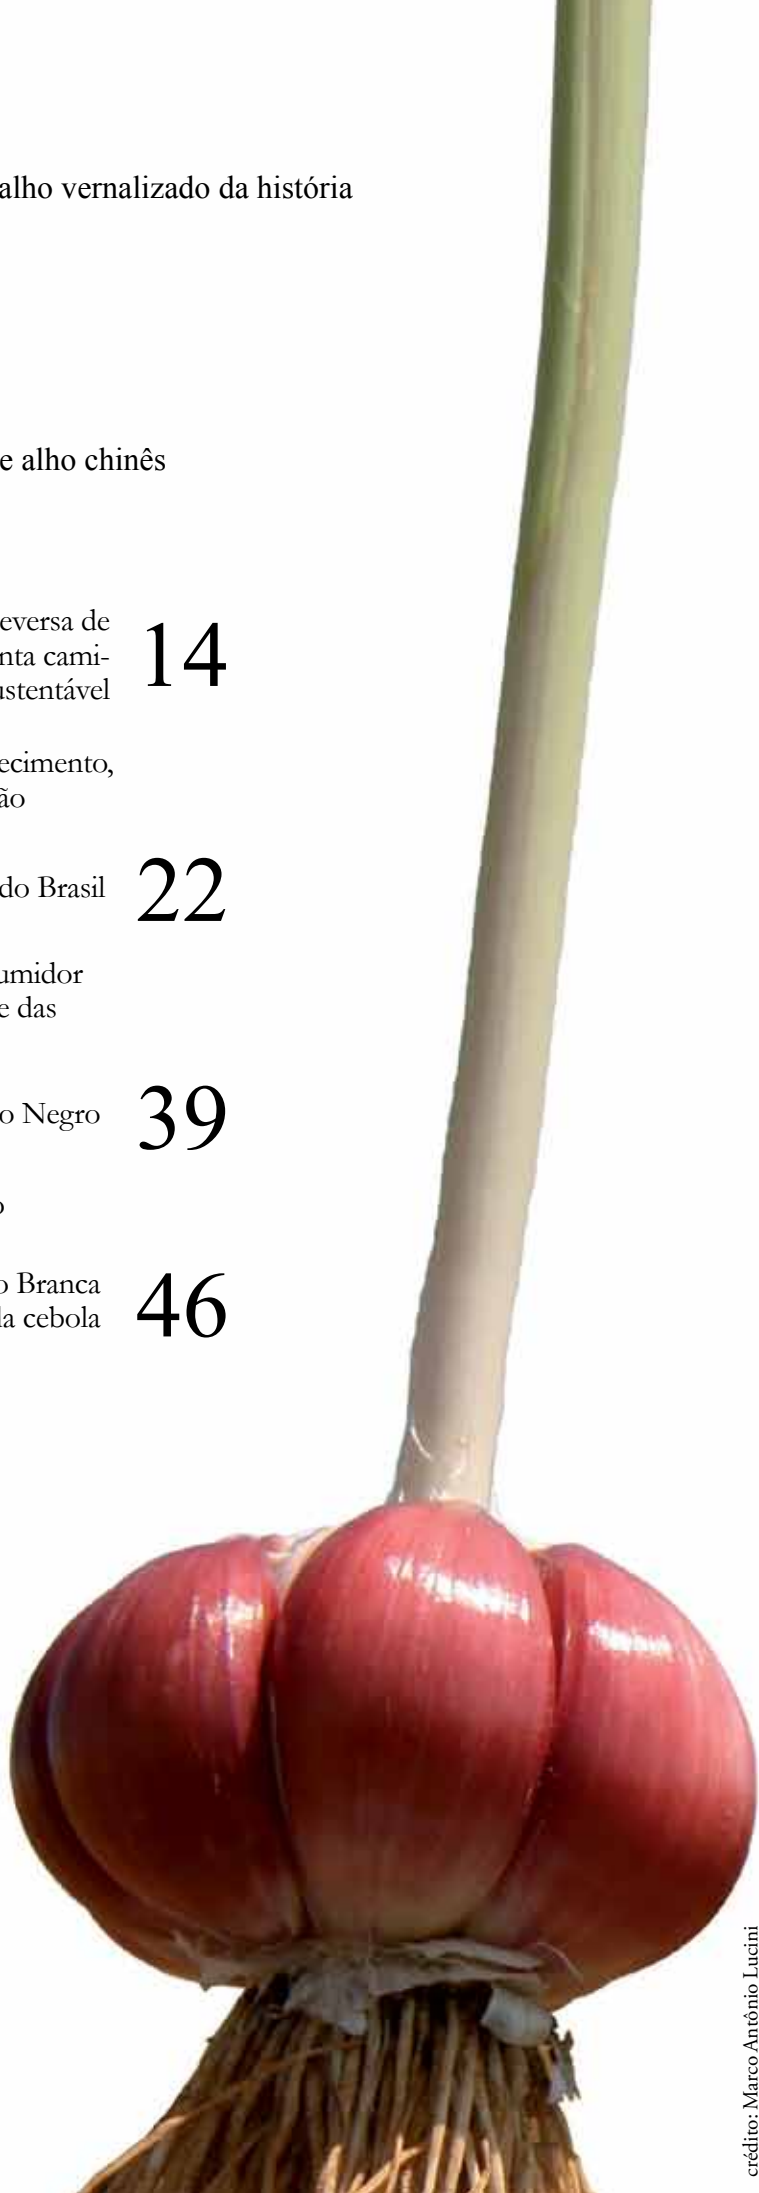 alho vernalizado da história
e alho chinês
eversa de
nta cami-
ustentável
14
ecimento,
ão
do Brasil
22
umidor
e das
o Negro
39
o
o Branca
la cebola
46
crédito: Marco Antônio Lucini